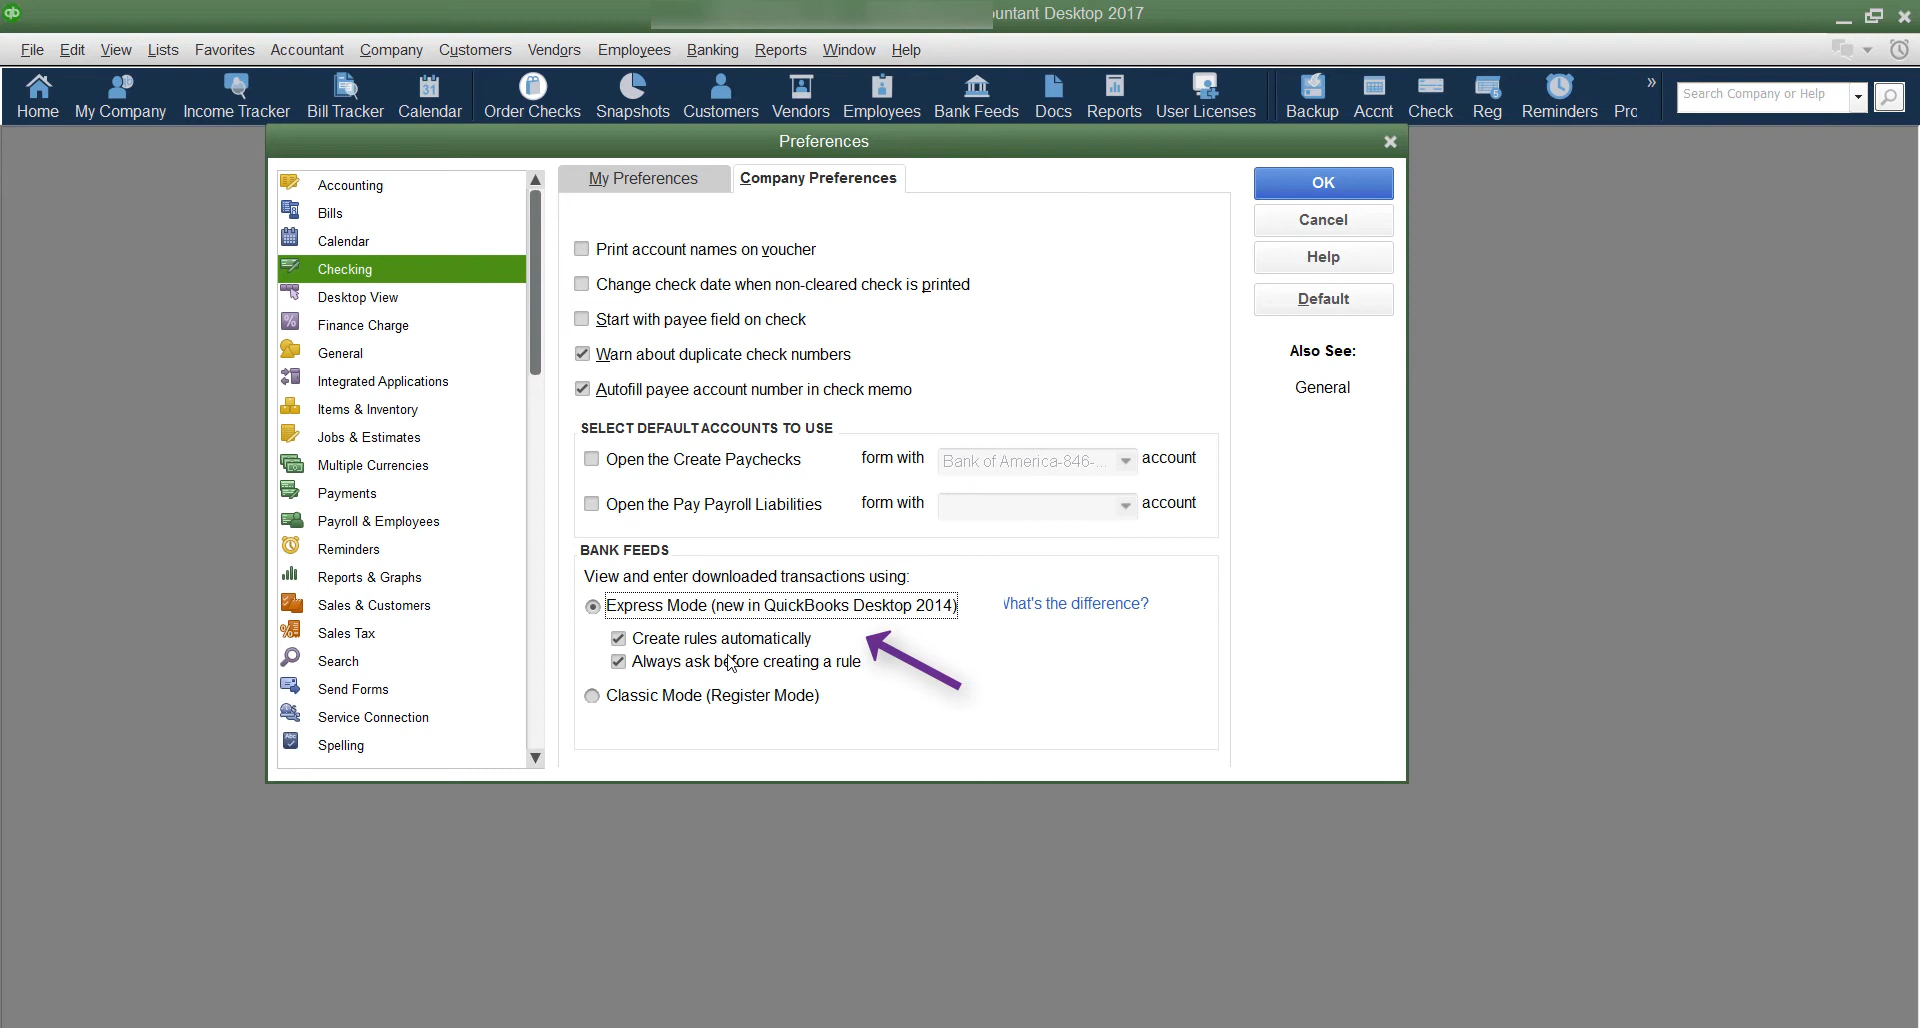 untant Desktop 2017
File Edit View Lists Favorites Accountant Company Customers Vendors Employees Banking Reports Window Help
Home My Company Income Tracker Bill Tracker Calendar Order Checks Snapshots Customers Vendors Employees Bank Feeds Docs Reports User Licenses Backup Accnt Check Reg Reminders Prc » Search Company or Help
Preferences
Accounting
Bills
Calendar
Checking
Desktop View
Finance Charge
General
Integrated Applications
Items & Inventory
Jobs & Estimates
Multiple Currencies
Payments
Payroll & Employees
Reminders
Reports & Graphs
Sales & Customers
Sales Tax
Search
Send Forms
Service Connection
Spelling
My Preferences Company Preferences
Print account names on voucher
Change check date when non-cleared check is printed
Start with payee field on check
Warn about duplicate check numbers
Autofill payee account number in check memo
SELECT DEFAULT ACCOUNTS TO USE
Open the Create Paychecks form with Bank of America-846-... account
Open the Pay Payroll Liabilities form with account
BANK FEEDS
View and enter downloaded transactions using:
Express Mode (new in QuickBooks Desktop 2014) Vhat's the difference?
Create rules automatically
Always ask before creating a rule
Classic Mode (Register Mode)
OK
Cancel
Help
Default
Also See:
General